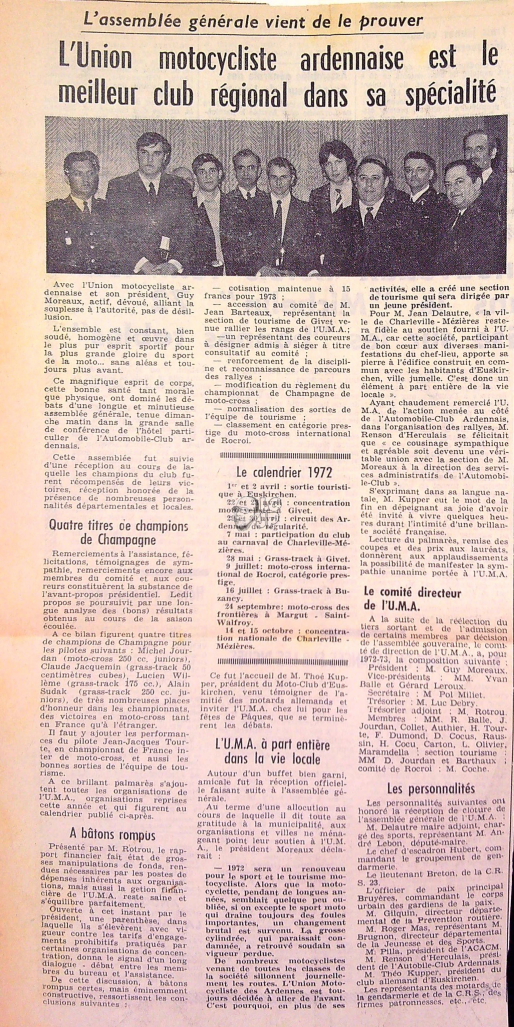 L'assemblée générale vient de le prouver
L'Union motocycliste ardennaise est le
meilleur club régional dans sa spécialité
Avec l'Union motocycliste ar-
dennaise et son président, Guy
Moreaux, actif, dévoué, alliant la
souplesse à l'autorité, pas de désil-
lusion.
L'ensemble est constant, bien
soudé, homogène et œuvre dans
le plus pur esprit sportif pour
la plus grande gloire du sport
de la moto... sans aléas et tou-
jours plus avant.
Ce magnifique esprit de corps,
cette bonne santé tant morale
que physique, ont dominé les dé-
bats d'une longue et minutieuse
assemblée générale, tenue diman-
che matin dans la grande salle
de conférence de l'hôtel parti-
culier de l'Automobile-Club ar-
dennais.
Cette assemblée fut suivie
d'une réception au cours de la-
quelle les champions du club fu-
rent récompensés de leurs vic-
toires, réception honorée de la
présence de nombreuses person-
nalités départementales et locales.
Quatre titres de champions
de Champagne
Remerciements à l'assistance, fé-
licitations, témoignages de sym-
pathie, remerciements encore aux
membres du comité et aux cou-
reurs constituèrent la substance de
l'avant-propos présidentiel. Ledit
propos se poursuivit par une lon-
gue analyse des (bons) résultats
obtenus au cours de la saison
écoulée.
A ce bilan figurent quatre titres
de champions de Champagne pour
les pilotes suivants : Michel Jour-
dan (moto-cross 250 cc. juniors),
Claude Jacquemin (grass-track 50
centimètres cubes), Lucien Wil-
lème (grass-track 175 cc.), Alain
Sudak (grass-track 250 cc. ju-
niors), de très nombreuses places
d'honneur dans les championnats,
des victoires en moto-cross tant
en France qu'à l'étranger.
Il faut y ajouter les performan-
ces du pilote Jean-Jacques Tour-
te, en championnat de France in-
ter de moto-cross, et aussi les
bonnes sorties de l'équipe de tou-
risme.
A ce brillant palmarès s'ajou-
tent toutes les organisations de
l'U.M.A., organisations reprises
cette année et qui figurent au
calendrier publié ci-après.
A bâtons rompus
Présenté par M. Rotrou, le rap-
port financier fait état de gros-
ses manipulations de fonds, ren-
dues nécessaires par les postes de
dépenses inhérents aux organisa-
tions, mais aussi la gestion finan-
cière de l'U.M.A. reste saine et
s'équilibre parfaitement.
Ouverte à cet instant par le
président, une parenthèse, dans
laquelle ils s'élèvent avec vi-
gueur contre les tarifs d'engage-
ments prohibitifs pratiqués par
certaines organisations de concen-
tration, donna le signal d'un long
dialogue - débat entre les mem-
bres du bureau et l'assistance.
De cette discussion, à bâtons
rompus certes, mais éminemment
constructive, ressortissent les con-
clusions suivantes :
— cotisation maintenue à 15
francs pour 1973 ;
— accession au comité de M.
Jean Barteaux, représentant la
section de tourisme de Givet ve-
nue rallier les rangs de l'U.M.A.;
—un représentant des coureurs
à désigner admis à siéger à titre
consultatif au comité ;
— renforcement de la discipli-
ne et reconnaissance de parcours
des rallyes ;
— modification du règlement du
championnat de Champagne de
moto-cross ;
— normalisation des sorties de
l'équipe de tourisme ;
— classement en catégorie pres-
tige du moto-cross international
de Rocroi.
Le calendrier 1972
1er et 2 avril : sortie touristi-
que à Euskirchen.
22 : concentration
Givet.
circuit des Ar-
régularité.
7 mai : participation du club
au carnaval de Charleville-Mé-
zières.
28 mai : Grass-track à Givet.
9 juillet: moto-cross internatio-
nal de Rocroi, catégorie pres-
tige.
16 juillet : Grass-track à Bu-
zancy.
24 septembre: moto-cross des
frontières à Margut - Saint-
Walfroy.
14 et 15 octobre : concentra-
tion nationale de Charleville -
Mézières.
Ce fut l'accueil de M. Théé Kup-
per, président du Moto-Club d'Eus-
kirchen, venu témoigner de l'ami-
tié des motards allemands et
inviter l'U.M.A. chez lui pour les
fêtes de Pâques, que se terminè-
rent les débats.
L'U.M.A. à part entière
dans la vie locale
Autour d'un buffet bien garni,
amicale fut la réception officiel-
le faisant suite à l'assemblée gé-
nérale.
Au terme d'une allocution au
cours de laquelle il dit toute sa
gratitude à la municipalité, aux
organisations et villes ne ména-
geant point leur soutien à l'U.M.
A., le président Moreaux décla-
rait :
« 1972 sera un renouveau
pour le sport et le tourisme mo-
tocycliste. Alors que la motocy-
clette, pendant de longues an-
nées, semblait quelque peu ou-
bliée, si on excepte le sport moto
qui draîne toujours des foules
importantes, un changement
brutal est survenu. La grosse
cylindrée, qui paraissait con-
damnée, a retrouvé soudain sa
vigueur perdue.
De nombreux motocyclistes
venant de toutes les classes de
la société sillonnent journelle-
ment les routes. L'Union Moto-
Cycliste des Ardennes est tou-
jours décidée à aller de l'avant.
C'est pourquoi, en plus de ses
activités, elle a créé une section
de tourisme qui sera dirigée par
un jeune président.
Pour M. Jean Delautre, « la ville
de Charleville-Mézières reste-
ra fidèle au soutien fourni à l'U.
M.A., car cette société, participant
de bon cœur aux diverses mani-
festations du chef-lieu, apporte sa
pierre à l'édifice construit en com-
mun avec les habitants d'Euskir-
chen, ville jumelle. C'est donc un
élément à part entière de la vie
locale ».
Ayant chaudement remercié l'U.
M.A. de l'action menée au côté
de l'Automobile-Club Ardennais,
dans l'organisation des rallyes, M.
Renson d'Herculais se félicitait
que « ce cousinage sympathique
et agréable soit devenu une véri-
table union avec la section de M.
Moreaux à la direction des servi-
ces administratifs de l'Automobi-
le-Club ».
S'exprimant dans sa langue na-
tale, M. Kupper eut le mot de la
fin en dépeignant sa joie d'avoir
été invité à vivre quelques heu-
res durant l'intimité d'une brillan-
te société française.
Lecture du palmarès, remise des
coupes et des prix aux lauréats,
donnèrent aux applaudissements
la possibilité de manifester la sym-
pathie unanime portée à l'U.M.A.
Le comité directeur
de l'U.M.A.
A la suite de la réélection du
tiers sortant et de l'admission de
certains membres par décision de
l'assemblée souveraine, le comi-
té de direction de l'U.M.A. a, pour
1972-73, la composition suivante :
Président : M. Guy Moreaux.
Vice-présidents : MM. Yvan
Balle et Gérard Leroux.
Secrétaire : M. Pol Millet.
Trésorier : M. Luc Debry.
Trésorier adjoint : M. Rotrou,
Membres : MM. R. Balle, J.
Jourdan, Collet, Authier, H. Tour-
te, F. Dumond, D. Cocus, Raus-
sin, H. Cocu, Carton, L. Olivier,
Marandella : section tourisme :
MM D. Jourdan et Barthaux :
comité de Rocroi : M. Coche.
Les personnalités
Les personnalités suivantes ont
honoré la réception de clôture de
l'assemblée générale de l'U.M.A. :
M. Delautre maire adjoint, char-
gé des sports, représentant M. An-
dré Lebon, député-maire.
Le chef d'escadron Hubert, com-
mandant le groupement de gen-
darmerie.
Le lieutenant Breton, de la C.R.
S. 23.
L'officier de paix principal
Bruyères, commandant le corps
urbain des gardiens de la paix.
M. Gilquin, directeur départe-
mental de la Prévention routière.
M. Roger Mas, représentant M.
Brugnon, directeur départemental
de la Jeunesse et des Sports.
M. Pilla, président de l'ACACM.
M. Renson d'Herculais, prési-
dent de l'Autobile-Club Ardennais.
M. Théo Kupper, président du
club allemand d'Euskirchen.
Les représentants des motards de
la gendarmerie et de la C.R.S., des
firmes patronnesses, etc., etc.